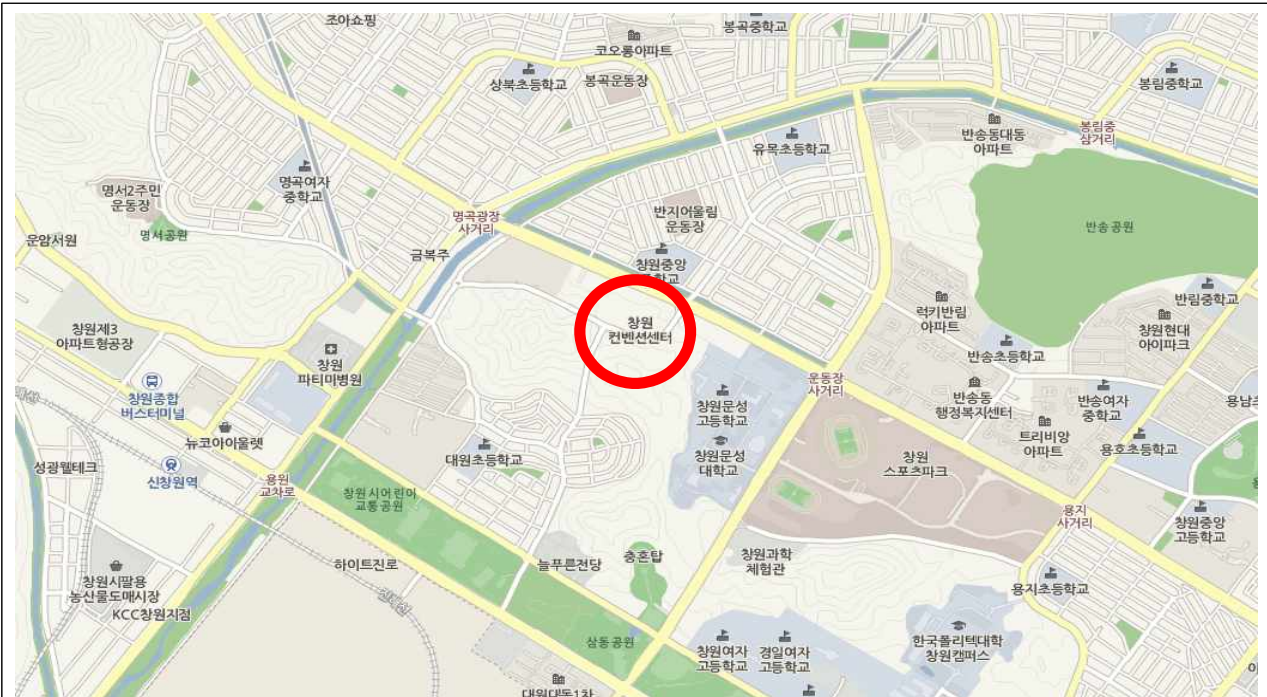 조아쇼핑
봉곡중학교
코오롱아파트
상북초등학교
봉곡운동장
봉림중학교
유목초등학교
반송동대동
아파트
봉림중
삼거리
명곡여자
중학교
명서2주민
운동장
명서공원
운암서원
명곡광장
사거리
금복주
반지어울림
운동장
반송공원
창원중앙
창원
컨벤션센터
럭키반림
아파트
반림중학교
창원현대
아이파크
창원제3
아파트형공장
창원
파티마병원
반송초등학교
운동장
사거리
창원종합
버스터미널
창원문성
고등학교
반송동
행정복지센터
반송여자
중학교
뉴코아아울렛
트리비앙
아파트
용호초등학교
성광웰테크
신창원역
대원초등학교
창원문성
대학교
창원
스포츠파크
용원
교차로
창원시어린이
교통공원
용지
사거리
창원중앙
고등학교
하이트진로
늘푸른전당
충혼탑
창원과학
체험관
창원시팔용
농산물도매시장
KCC창원지점
진해선
용지초등학교
삼동공원
창원여자
고등학교
경일여자
고등학교
한국폴리텍대학
창원캠퍼스
대원대동1차